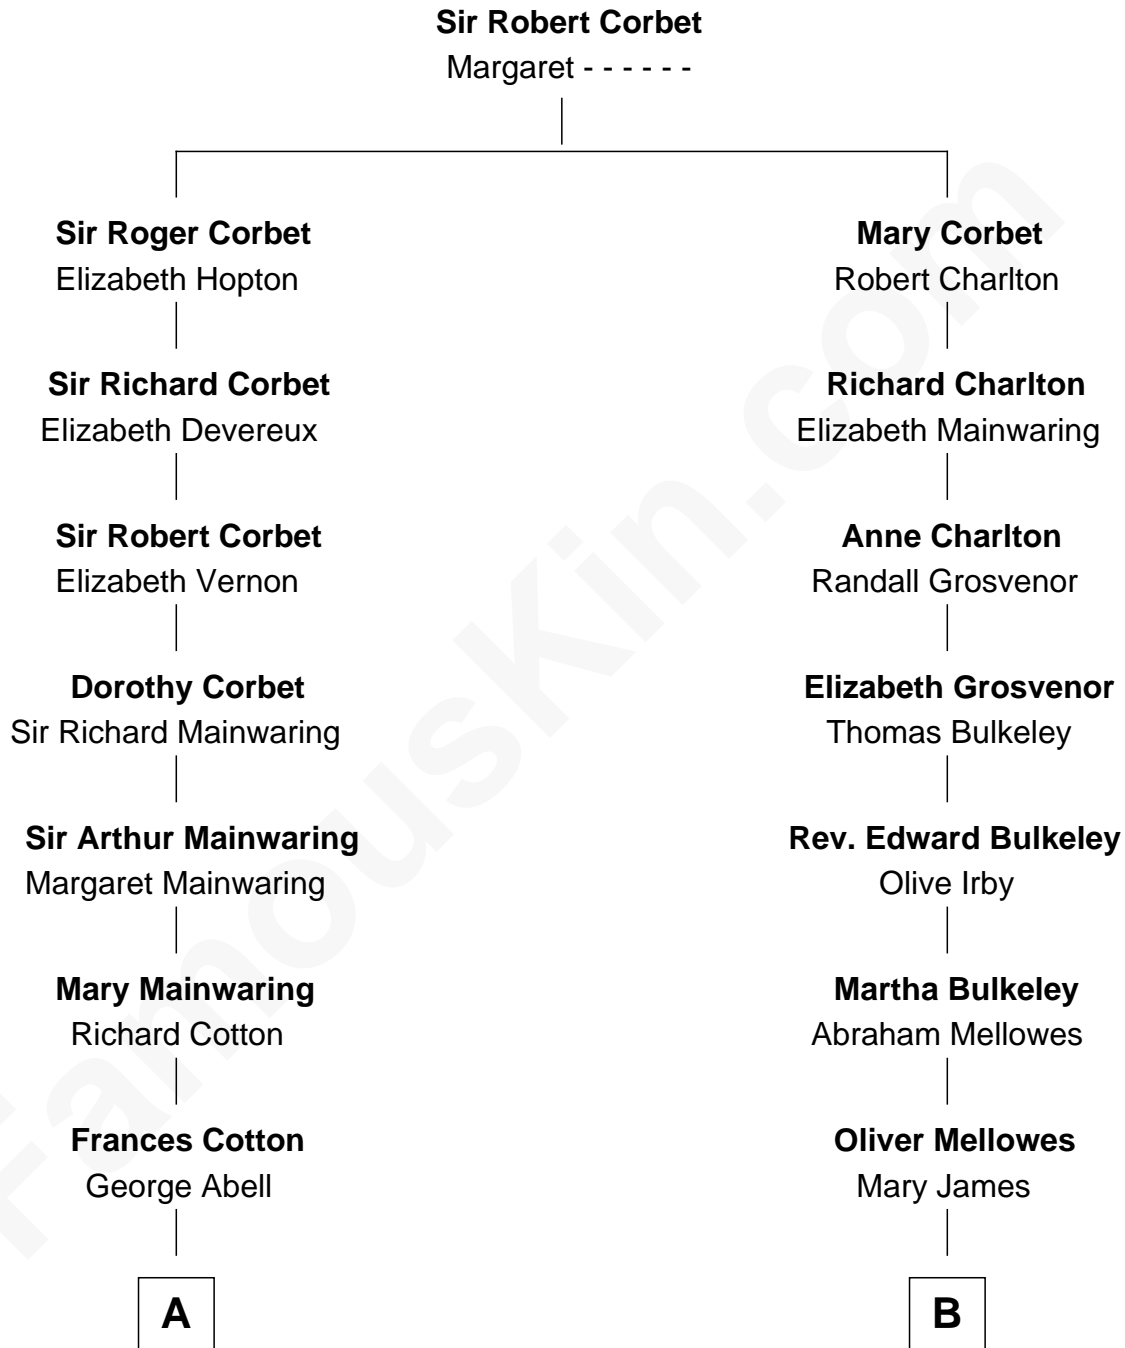 Sir Robert Corbet
Margaret - - - - - -
Sir Roger Corbet
Elizabeth Hopton
Mary Corbet
Robert Charlton
Sir Richard Corbet
Elizabeth Devereux
Richard Charlton
Elizabeth Mainwaring
Sir Robert Corbet
Elizabeth Vernon
Anne Charlton
Randall Grosvenor
Dorothy Corbet
Sir Richard Mainwaring
Elizabeth Grosvenor
Thomas Bulkeley
Sir Arthur Mainwaring
Margaret Mainwaring
Rev. Edward Bulkeley
Olive Irby
Mary Mainwaring
Richard Cotton
Martha Bulkeley
Abraham Mellowes
Frances Cotton
George Abell
Oliver Mellowes
Mary James
A
B
FamousKin.com